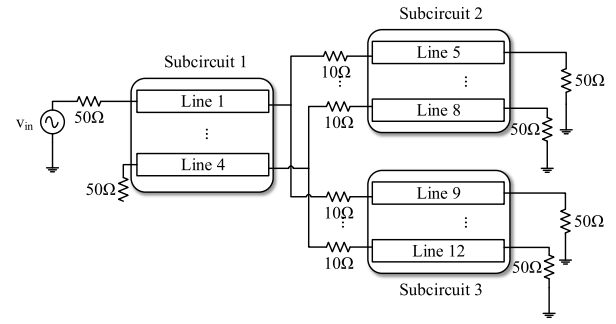 Subcircuit 2
Subcircuit 1
Line 5
10Ω
⋮
⋮
50Ω
Line 1
50Ω
vin
⋮
Line 8
10Ω
50Ω
Line 4
50Ω
Line 9
10Ω
⋮
⋮
50Ω
Line 12
10Ω
50Ω
Subcircuit 3